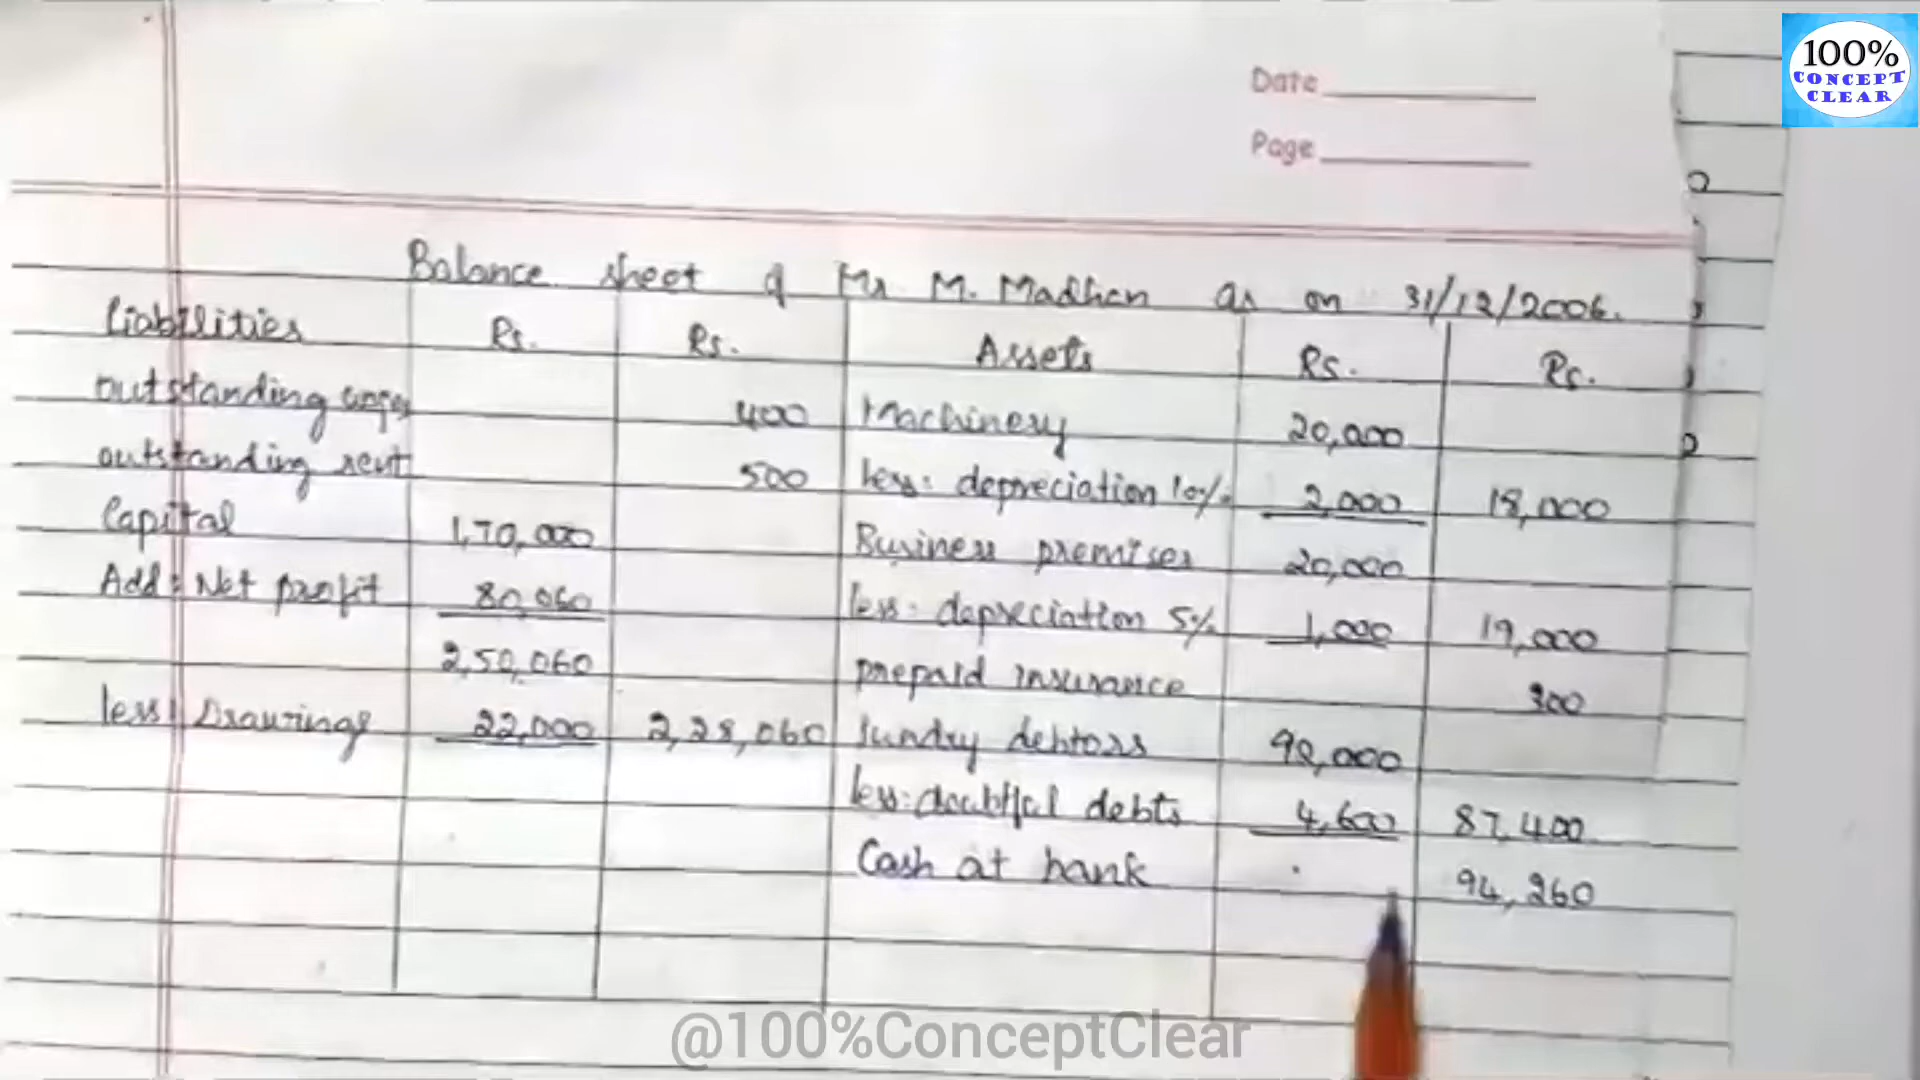 100%
CONCEPT
CLEAR
Date
Page
Balance sheet of Mr M. Madhan as on 31/12/2006.
Liabilities Rs. Rs. Assets Rs. Rs.
outstanding wages 400 Machinery 20,000
outstanding rent 500 less: depreciation 10% 2,000 18,000
Capital 1,70,000 Business premises 20,000
Add: Net profit 80,060 less: depreciation 5% 1,000 19,000
2,50,060 prepaid insurance 300
less: Drawings 22,000 2,28,060 sundry debtors 92,000
less: doubtful debts 4,600 87,400
Cash at bank 94,260
@100%ConceptClear